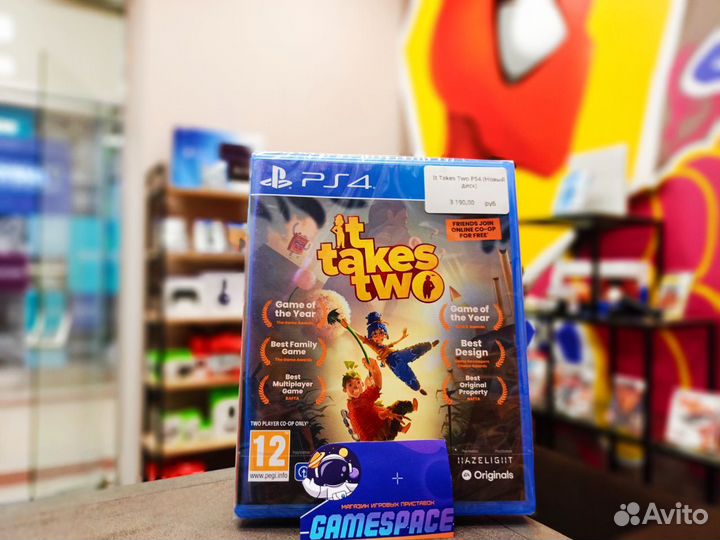 PS4
It Takes Two PS4 (Новый
диск)
3 190,00 руб
FRIENDS JOIN
ONLINE CO-OP
FOR FREE
it
takes
two
Game of
the Year
The Game Awards
Best Family
Game
The Game Awards
Best
Multiplayer
Game
BAFTA
Game of
the Year
Best
Design
Best
Original
Property
BAFTA
TWO PLAYER CO-OP ONLY
12
www.pegi.info
HAZELIGHT
EA Originals
МАГАЗИН ИГРОВЫХ ПРИСТАВОК
GAMESPACE
Avito